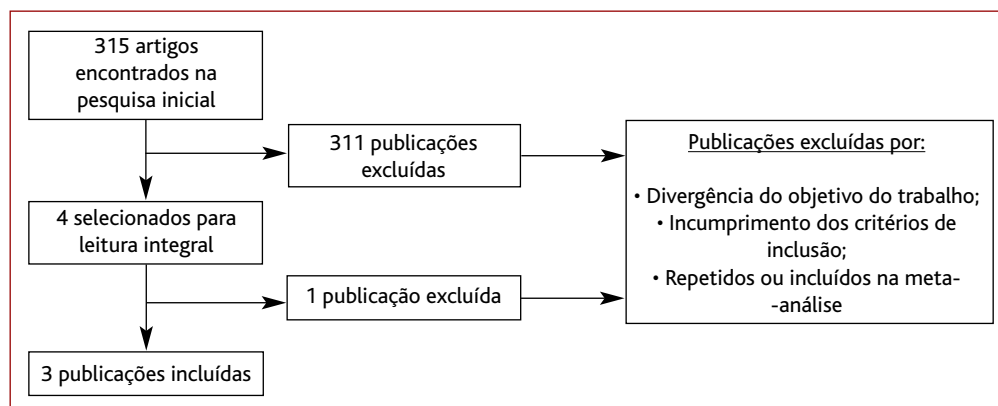 315 artigos
encontrados na
pesquisa inicial
311 publicações
excluídas
4 selecionados para
leitura integral
1 publicação excluída
3 publicações incluídas
Publicações excluídas por:
• Divergência do objetivo do trabalho;
• Incumprimento dos critérios de
inclusão;
• Repetidos ou incluídos na meta-
-análise